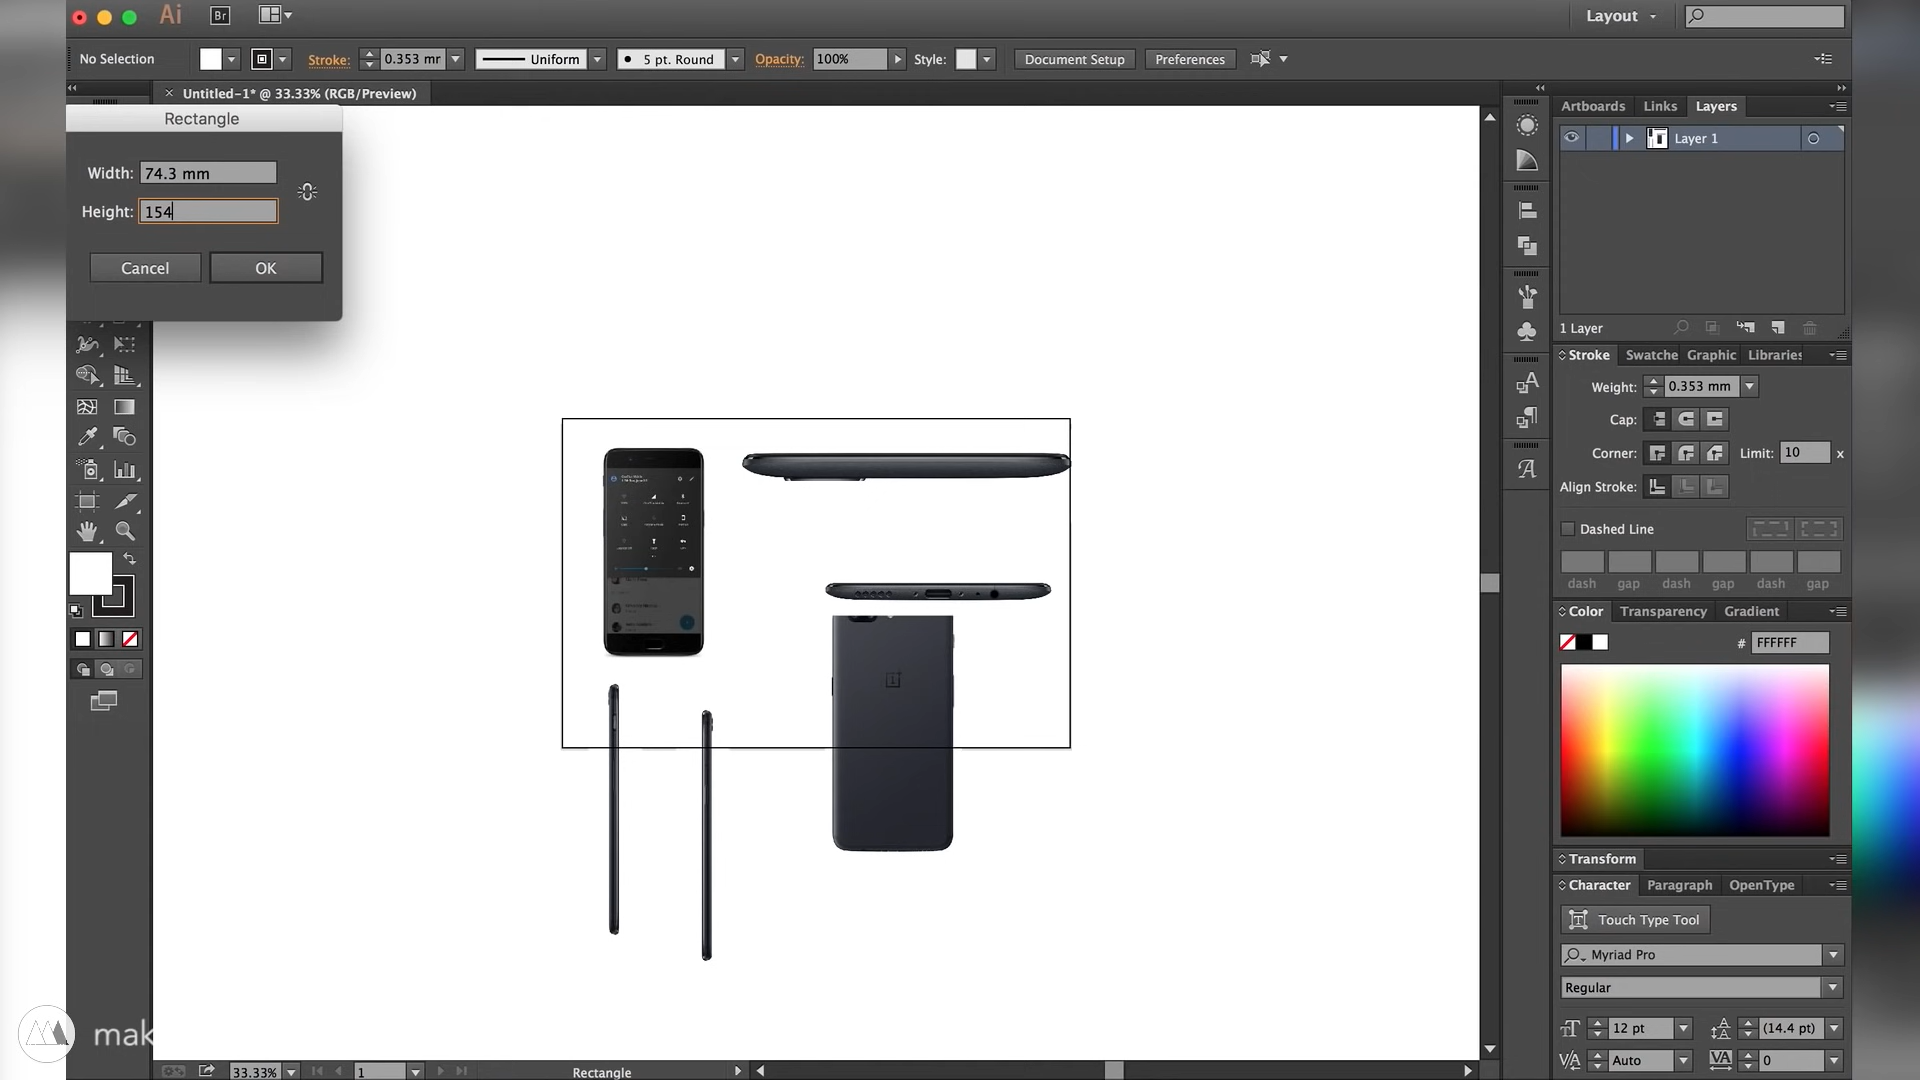 Ai Br Layout
No Selection Stroke: 0.353 mr Uniform 5 pt. Round Opacity: 100% Style: Document Setup Preferences
× Untitled-1* @ 33.33% (RGB/Preview)
Rectangle
Width: 74.3 mm
Height: 154
Cancel OK
Artboards Links Layers
Layer 1
1 Layer
Stroke Swatche Graphic Libraries
Weight: 0.353 mm
Cap:
Corner: Limit: 10 x
Align Stroke:
Dashed Line
dash gap dash gap dash gap
Color Transparency Gradient
# FFFFFF
Transform
Character Paragraph OpenType
Touch Type Tool
Myriad Pro
Regular
12 pt (14.4 pt)
Auto 0
mak
33.33% 1 Rectangle